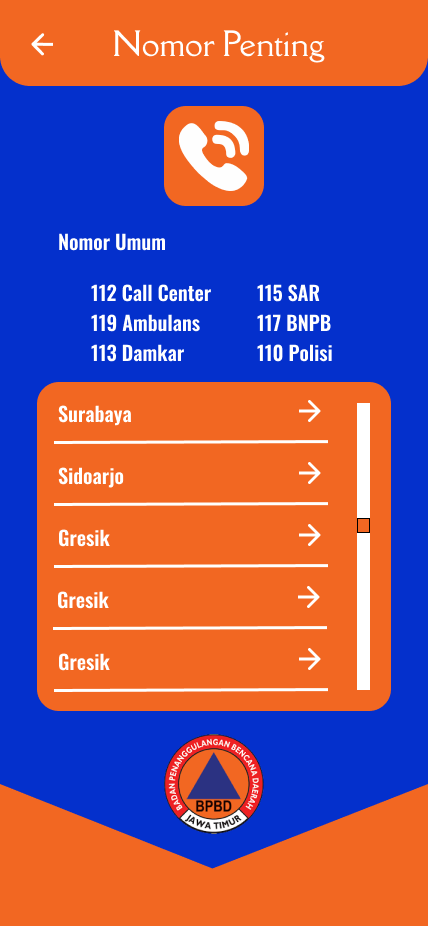 Nomor Penting
Nomor Umum
112 Call Center
119 Ambulans
113 Damkar
115 SAR
117 BNPB
110 Polisi
Surabaya
Sidoarjo
Gresik
Gresik
Gresik
BADAN PENANGGULANGAN BENCANA DAERAH
BPBD
JAWA TIMUR